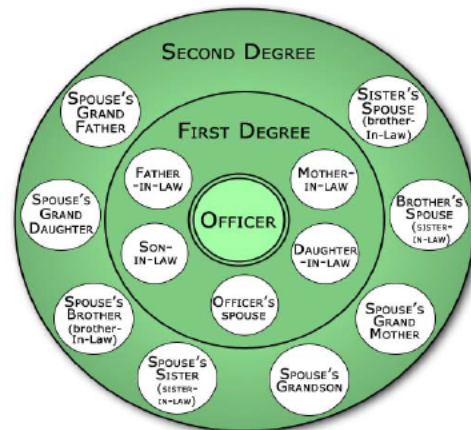 SECOND DEGREE
SPOUSE'S
GRAND
FATHER
SISTER'S
SPOUSE
(brother-
In-Law)
FIRST DEGREE
FATHER
-IN-LAW
MOTHER-
IN-LAW
SPOUSE'S
GRAND
DAUGHTER
OFFICER
BROTHER'S
SPOUSE
(SISTER-
IN-LAW)
SON-
IN-LAW
DAUGHTER
-IN-LAW
OFFICER'S
SPOUSE
SPOUSE'S
BROTHER
(brother-
In-Law)
SPOUSE'S
GRAND
MOTHER
SPOUSE'S
SISTER
(SISTER-
IN-LAW)
SPOUSE'S
GRANDSON